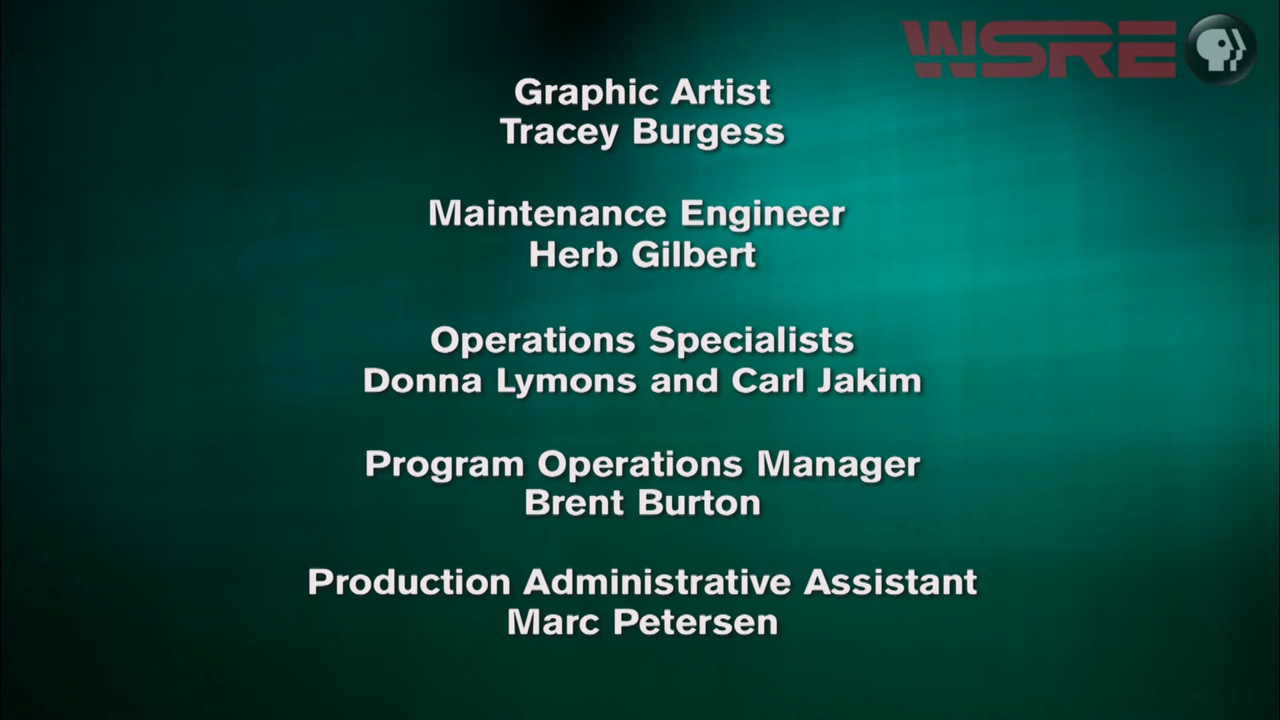 WSRE
Graphic Artist
Tracey Burgess
Maintenance Engineer
Herb Gilbert
Operations Specialists
Donna Lymons and Carl Jakim
Program Operations Manager
Brent Burton
Production Administrative Assistant
Marc Petersen